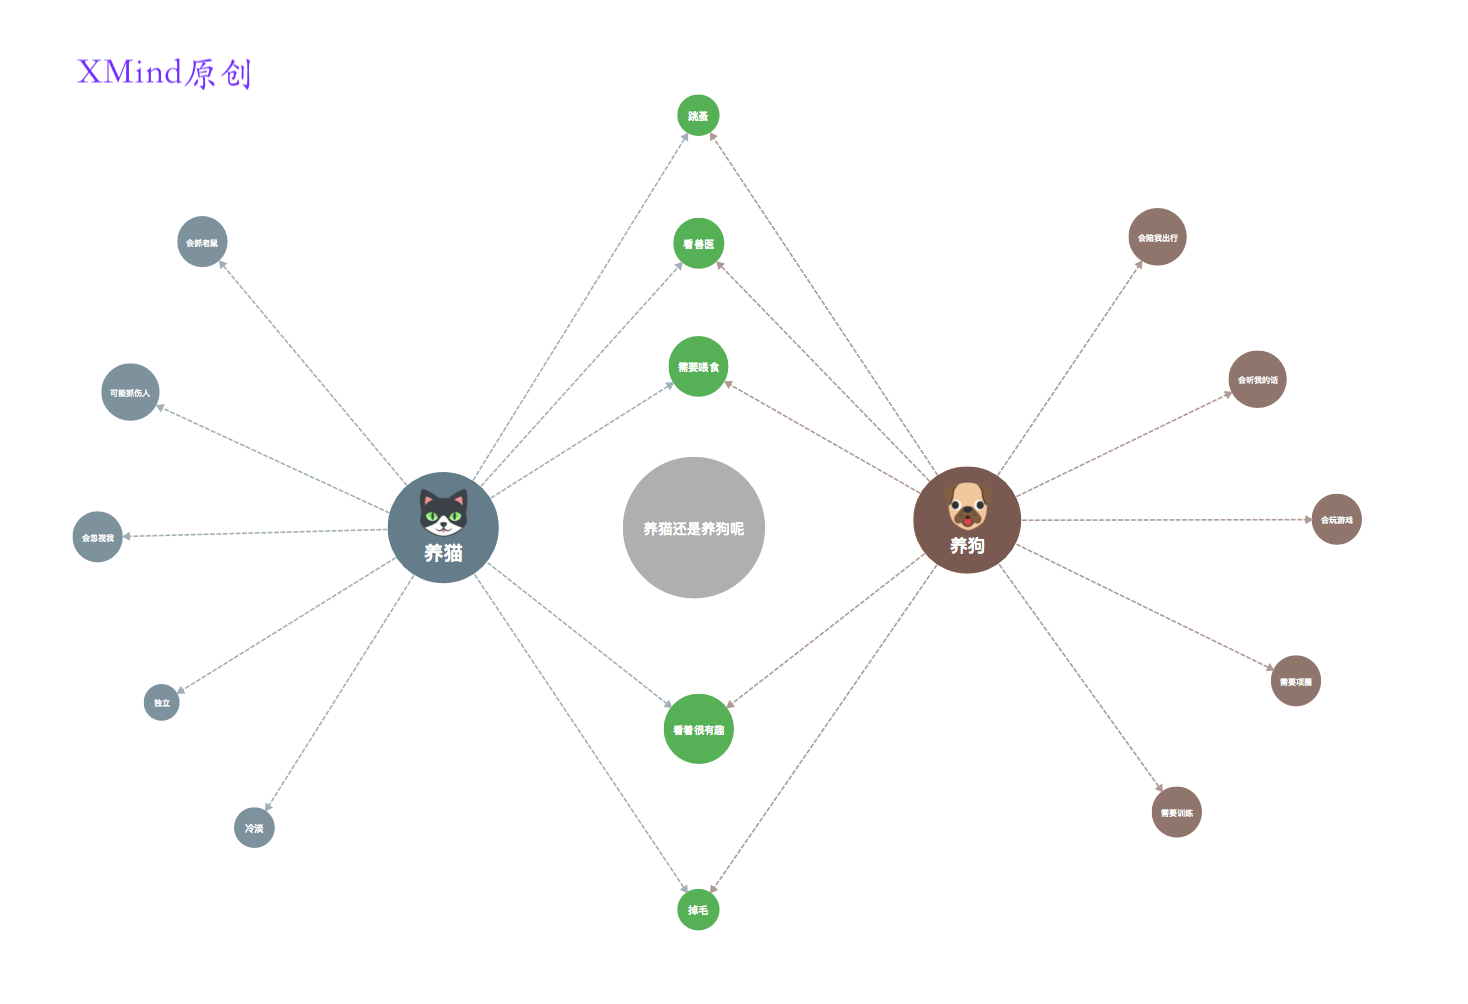 XMind原创
跳蚤
会陪我出行
会抓老鼠
看兽医
需要喂食
会听我的话
可能抓伤人
养猫还是养狗呢
会玩游戏
会忽视我
养猫
养狗
需要项圈
独立
看着很有趣
需要训练
冷淡
掉毛